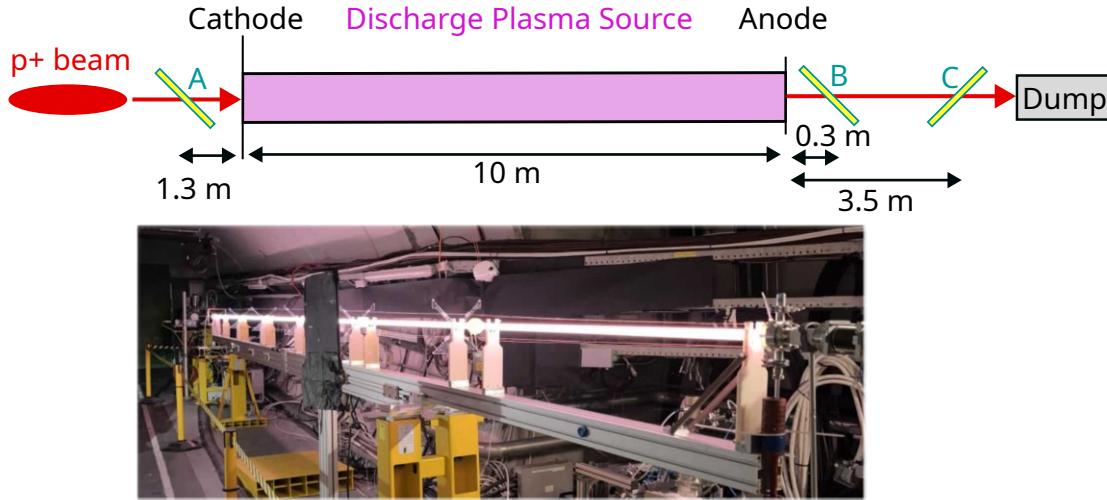 Cathode
Discharge Plasma Source
Anode
p+ beam
A
B
C
Dump
0.3 m
1.3 m
10 m
3.5 m